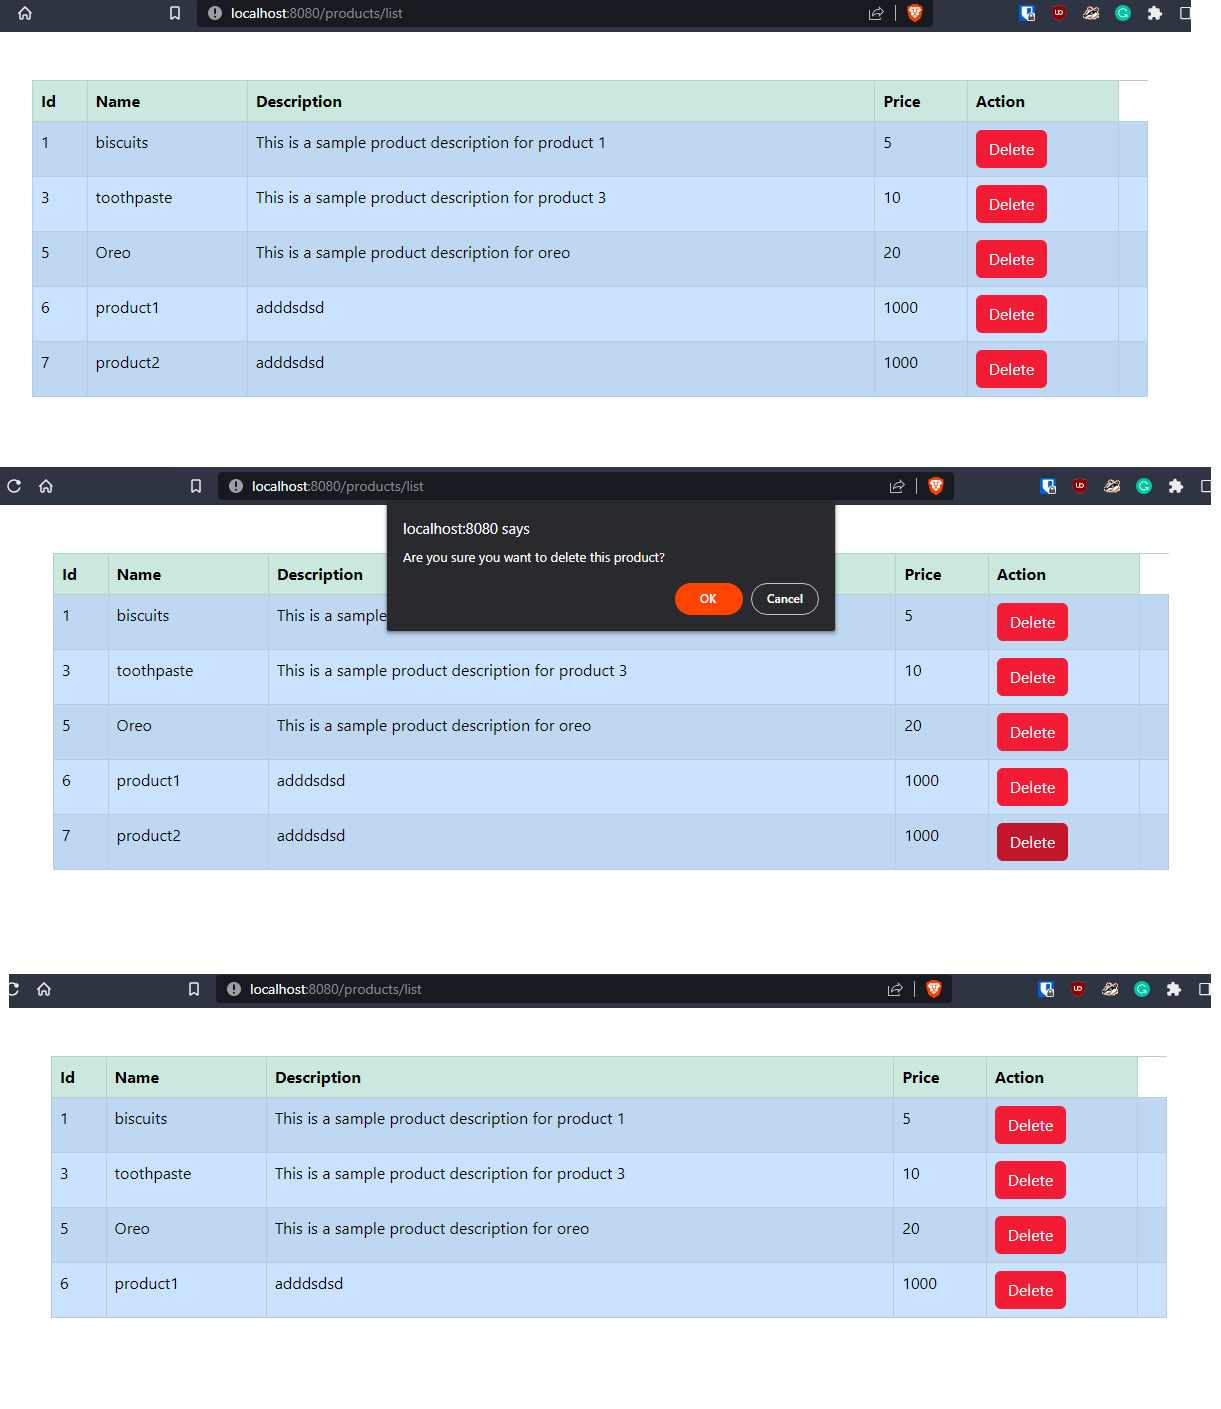 localhost:8080/products/list
Id Name Description Price Action
1 biscuits This is a sample product description for product 1 5 Delete
3 toothpaste This is a sample product description for product 3 10 Delete
5 Oreo This is a sample product description for oreo 20 Delete
6 product1 adddsdsd 1000 Delete
7 product2 adddsdsd 1000 Delete
localhost:8080/products/list
localhost:8080 says
Are you sure you want to delete this product?
OK Cancel
Id Name Description Price Action
1 biscuits This is a sample 5 Delete
3 toothpaste This is a sample product description for product 3 10 Delete
5 Oreo This is a sample product description for oreo 20 Delete
6 product1 adddsdsd 1000 Delete
7 product2 adddsdsd 1000 Delete
localhost:8080/products/list
Id Name Description Price Action
1 biscuits This is a sample product description for product 1 5 Delete
3 toothpaste This is a sample product description for product 3 10 Delete
5 Oreo This is a sample product description for oreo 20 Delete
6 product1 adddsdsd 1000 Delete